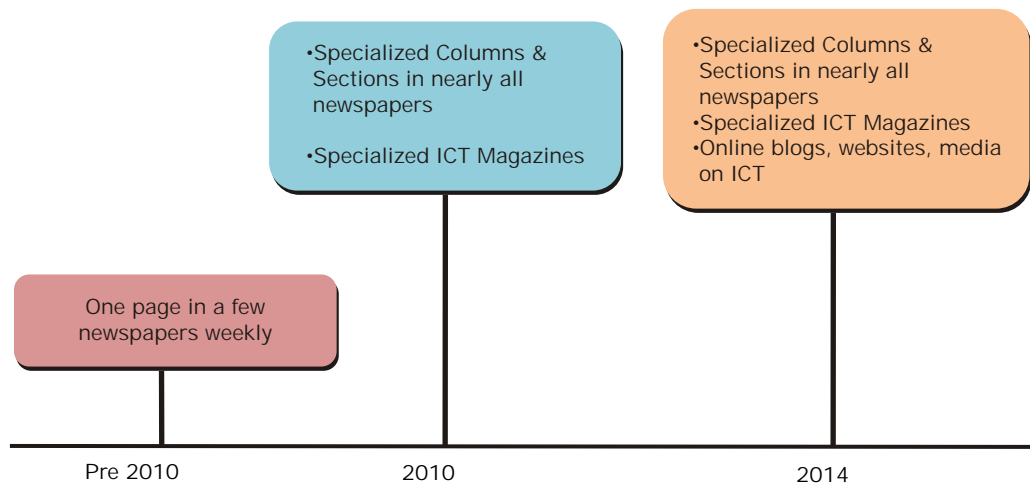 •Specialized Columns &
Sections in nearly all
newspapers
•Specialized ICT Magazines
•Specialized Columns &
Sections in nearly all
newspapers
•Specialized ICT Magazines
•Online blogs, websites, media
on ICT
One page in a few
newspapers weekly
Pre 2010
2010
2014